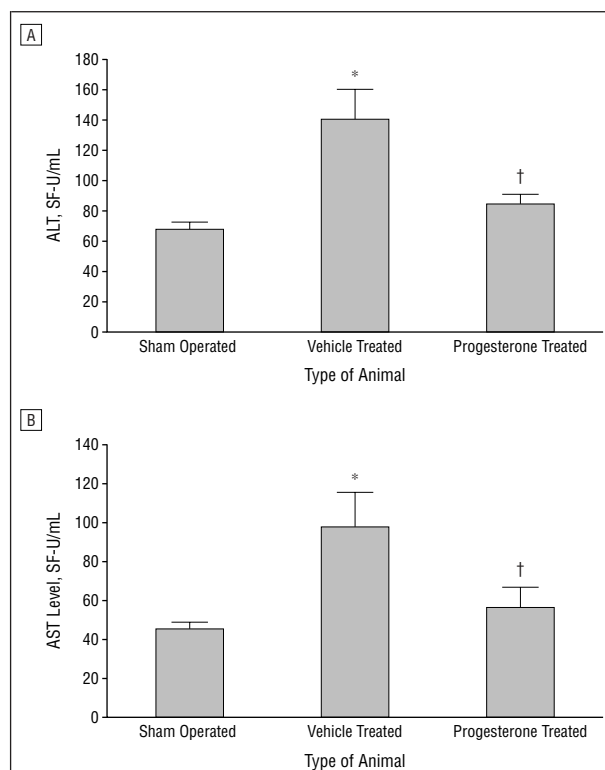 A
180
160
140
120
100
80
60
40
20
0
ALT, SF-U/mL
*
†
Sham Operated Vehicle Treated Progesterone Treated
Type of Animal
B
140
120
100
80
60
40
20
0
AST Level, SF-U/mL
*
†
Sham Operated Vehicle Treated Progesterone Treated
Type of Animal